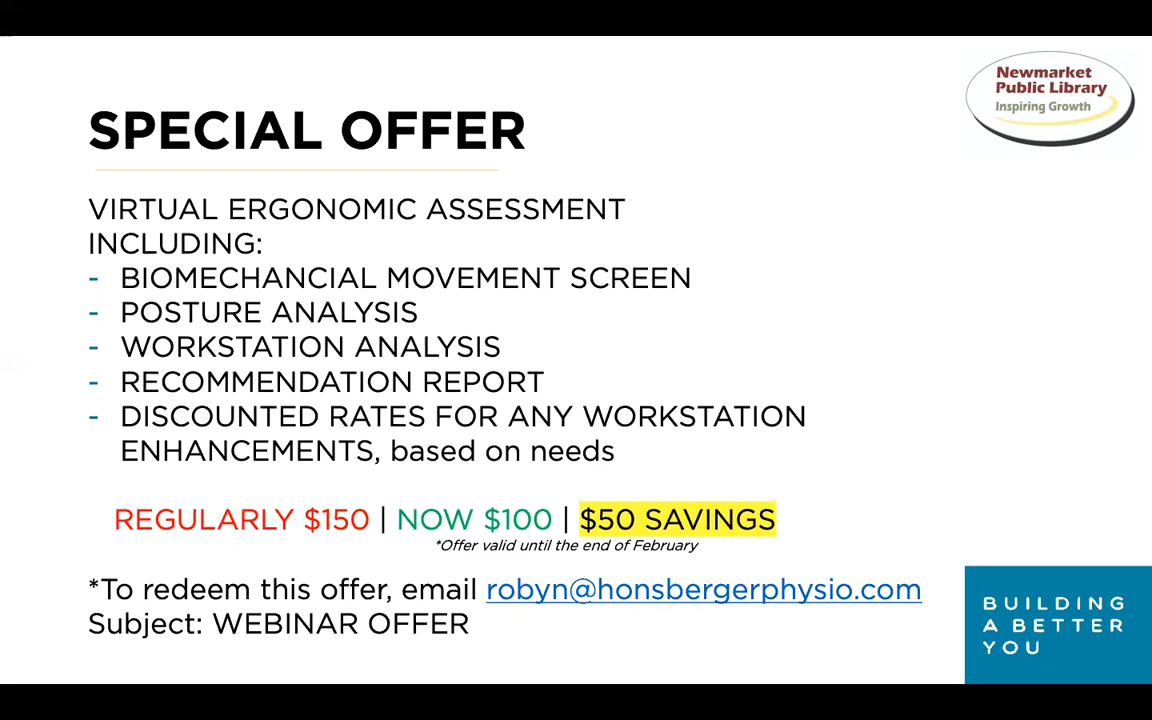 Newmarket
Public Library
Inspiring Growth
SPECIAL OFFER
VIRTUAL ERGONOMIC ASSESSMENT
INCLUDING:
- BIOMECHANCIAL MOVEMENT SCREEN
- POSTURE ANALYSIS
- WORKSTATION ANALYSIS
- RECOMMENDATION REPORT
- DISCOUNTED RATES FOR ANY WORKSTATION
ENHANCEMENTS, based on needs
REGULARLY $150 | NOW $100 | $50 SAVINGS
*Offer valid until the end of February
*To redeem this offer, email robyn@honsbergerphysio.com
Subject: WEBINAR OFFER
BUILDING
A BETTER
YOU